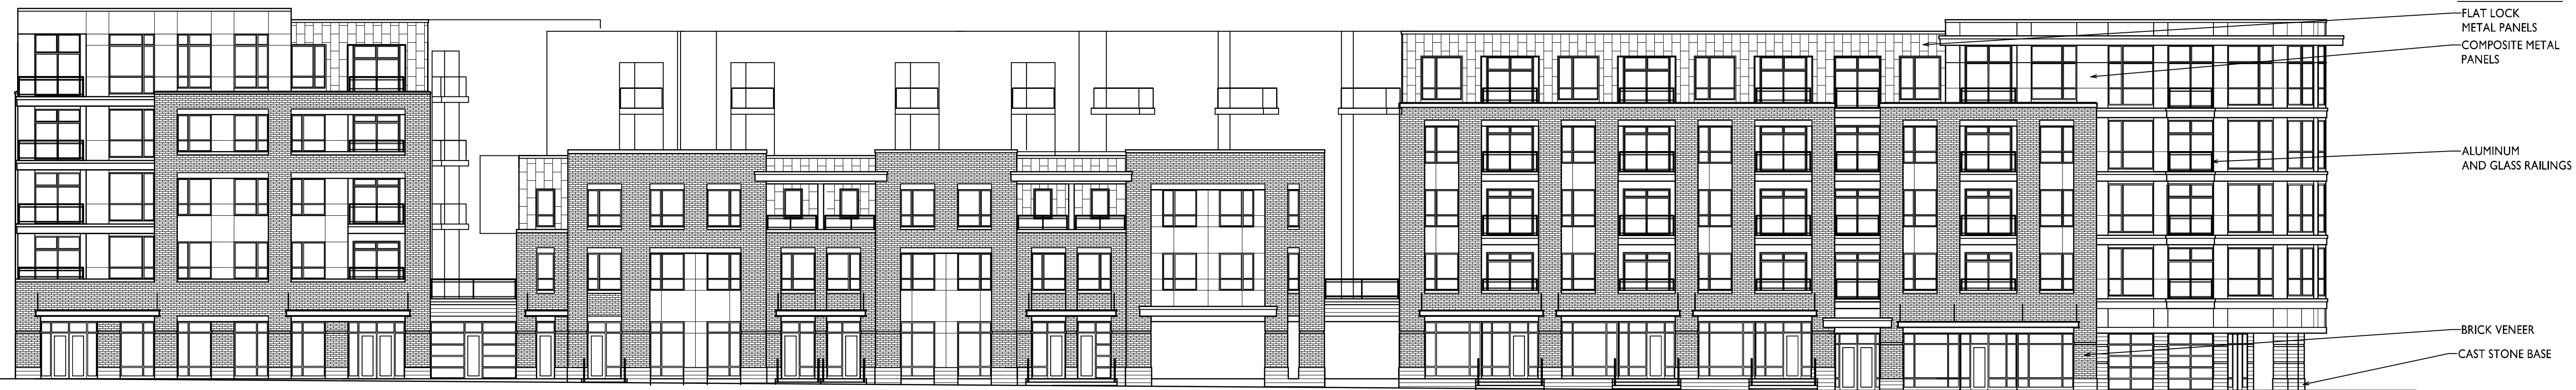 FLAT LOCK
METAL PANELS
COMPOSITE METAL
PANELS
ALUMINUM
AND GLASS RAILINGS
BRICK VENEER
CAST STONE BASE